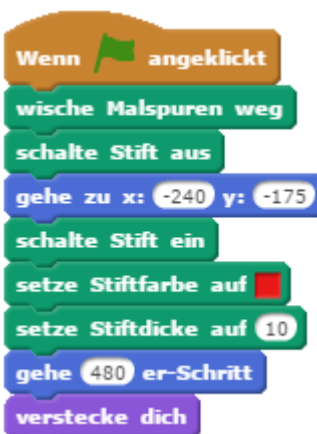 Wenn angeklickt
wische Malspuren weg
schalte Stift aus
gehe zu x: -240 y: -175
schalte Stift ein
setze Stiftfarbe auf
setze Stiftdicke auf 10
gehe 480 er-Schritt
verstecke dich